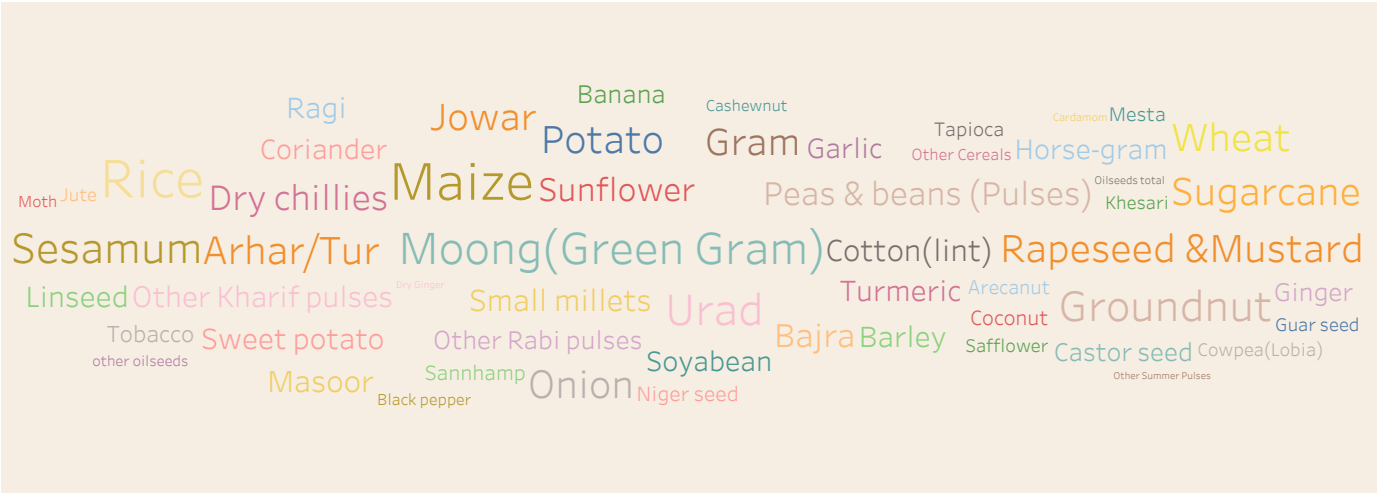 Banana
Ragi
Cashewnut
Jowar
Cardamom
Mesta
Tapioca
Potato
Wheat
Gram
Coriander
Garlic
Other Cereals
Horse-gram
Rice
Maize
Oilseeds total
Moth
Jute
Dry chillies
Sunflower
Peas & beans (Pulses)
Khesari
Sugarcane
Sesamum
Arhar/Tur
Moong(Green Gram)
Cotton(lint)
Rapeseed &Mustard
Dry Ginger
Linseed
Other Kharif pulses
Small millets
Urad
Turmeric
Arecanut
Groundnut
Ginger
Coconut
Guar seed
Tobacco
Sweet potato
Other Rabi pulses
Bajra
Barley
Safflower
Castor seed
Cowpea(Lobia)
other oilseeds
Soyabean
Sannhamp
Other Summer Pulses
Masoor
Onion
Niger seed
Black pepper